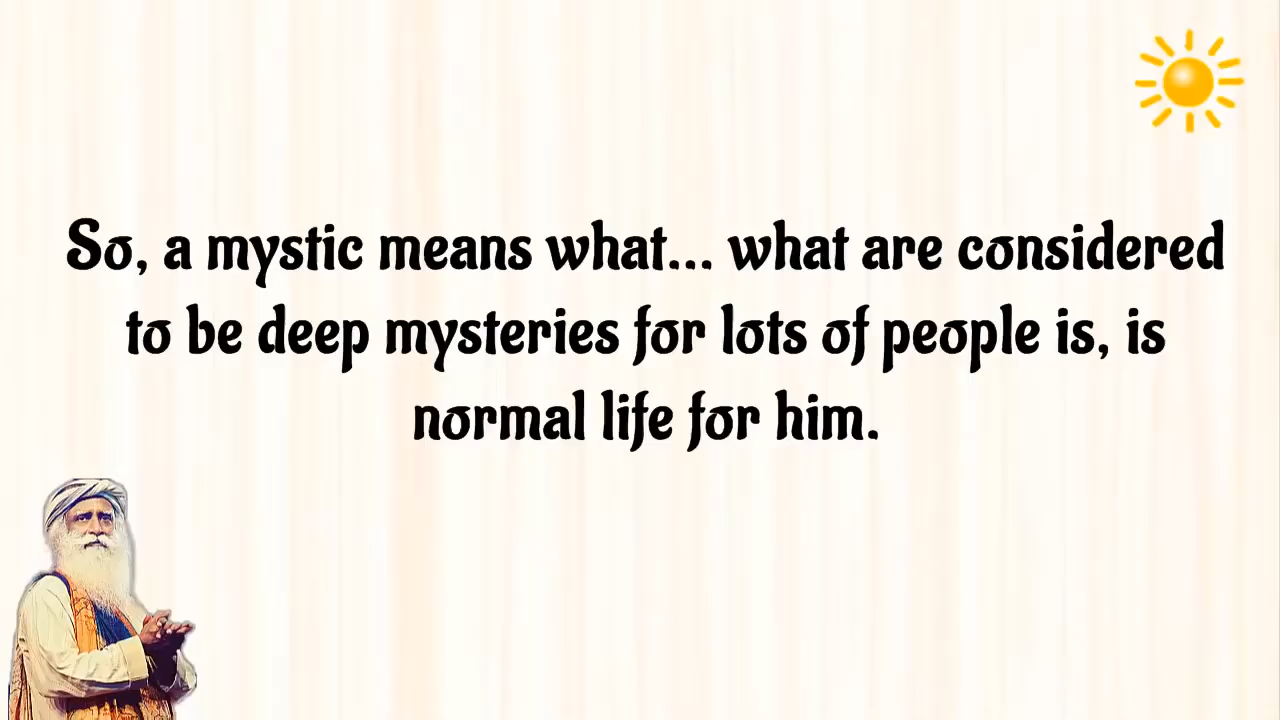 So, a mystic means what... what are considered
to be deep mysteries for lots of people is, is
normal life for him.